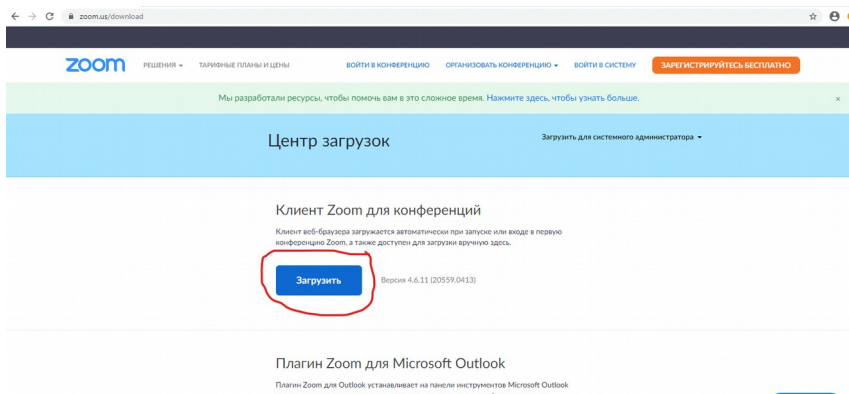 zoom.us/download
zoom РЕШЕНИЯ ТАРИФНЫЕ ПЛАНЫ И ЦЕНЫ ВОЙТИ В КОНФЕРЕНЦИЮ ОРГАНИЗОВАТЬ КОНФЕРЕНЦИЮ ВОЙТИ В СИСТЕМУ ЗАРЕГИСТРИРУЙТЕСЬ БЕСПЛАТНО
Мы разработали ресурсы, чтобы помочь вам в это сложное время. Нажмите здесь, чтобы узнать больше. ×
Центр загрузок Загрузить для системного администратора
Клиент Zoom для конференций
Клиент веб-браузера загружается автоматически при запуске или входе в первую
конференцию Zoom, а также доступен для загрузки вручную здесь.
Загрузить Версия 4.6.11 (20559.0413)
Плагин Zoom для Microsoft Outlook
Плагин Zoom для Outlook устанавливает на панели инструментов Microsoft Outlook